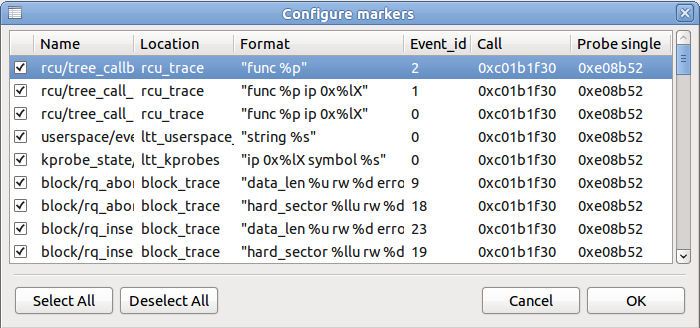 Configure markers
Name Location Format Event_id Call Probe single
rcu/tree_callb rcu_trace "func %p" 2 0xc01b1f30 0xe08b52
rcu/tree_call_ rcu_trace "func %p ip 0x%lX" 1 0xc01b1f30 0xe08b52
rcu/tree_call_ rcu_trace "func %p ip 0x%lX" 0 0xc01b1f30 0xe08b52
userspace/eve ltt_userspace_ "string %s" 0 0xc01b1f30 0xe08b52
kprobe_state/ ltt_kprobes "ip 0x%lX symbol %s" 0 0xc01b1f30 0xe08b52
block/rq_abor block_trace "data_len %u rw %d erro 9 0xc01b1f30 0xe08b52
block/rq_abor block_trace "hard_sector %llu rw %d 18 0xc01b1f30 0xe08b52
block/rq_inse block_trace "data_len %u rw %d erro 23 0xc01b1f30 0xe08b52
block/rq_inse block_trace "hard_sector %llu rw %d 19 0xc01b1f30 0xe08b52
Select All Deselect All Cancel OK